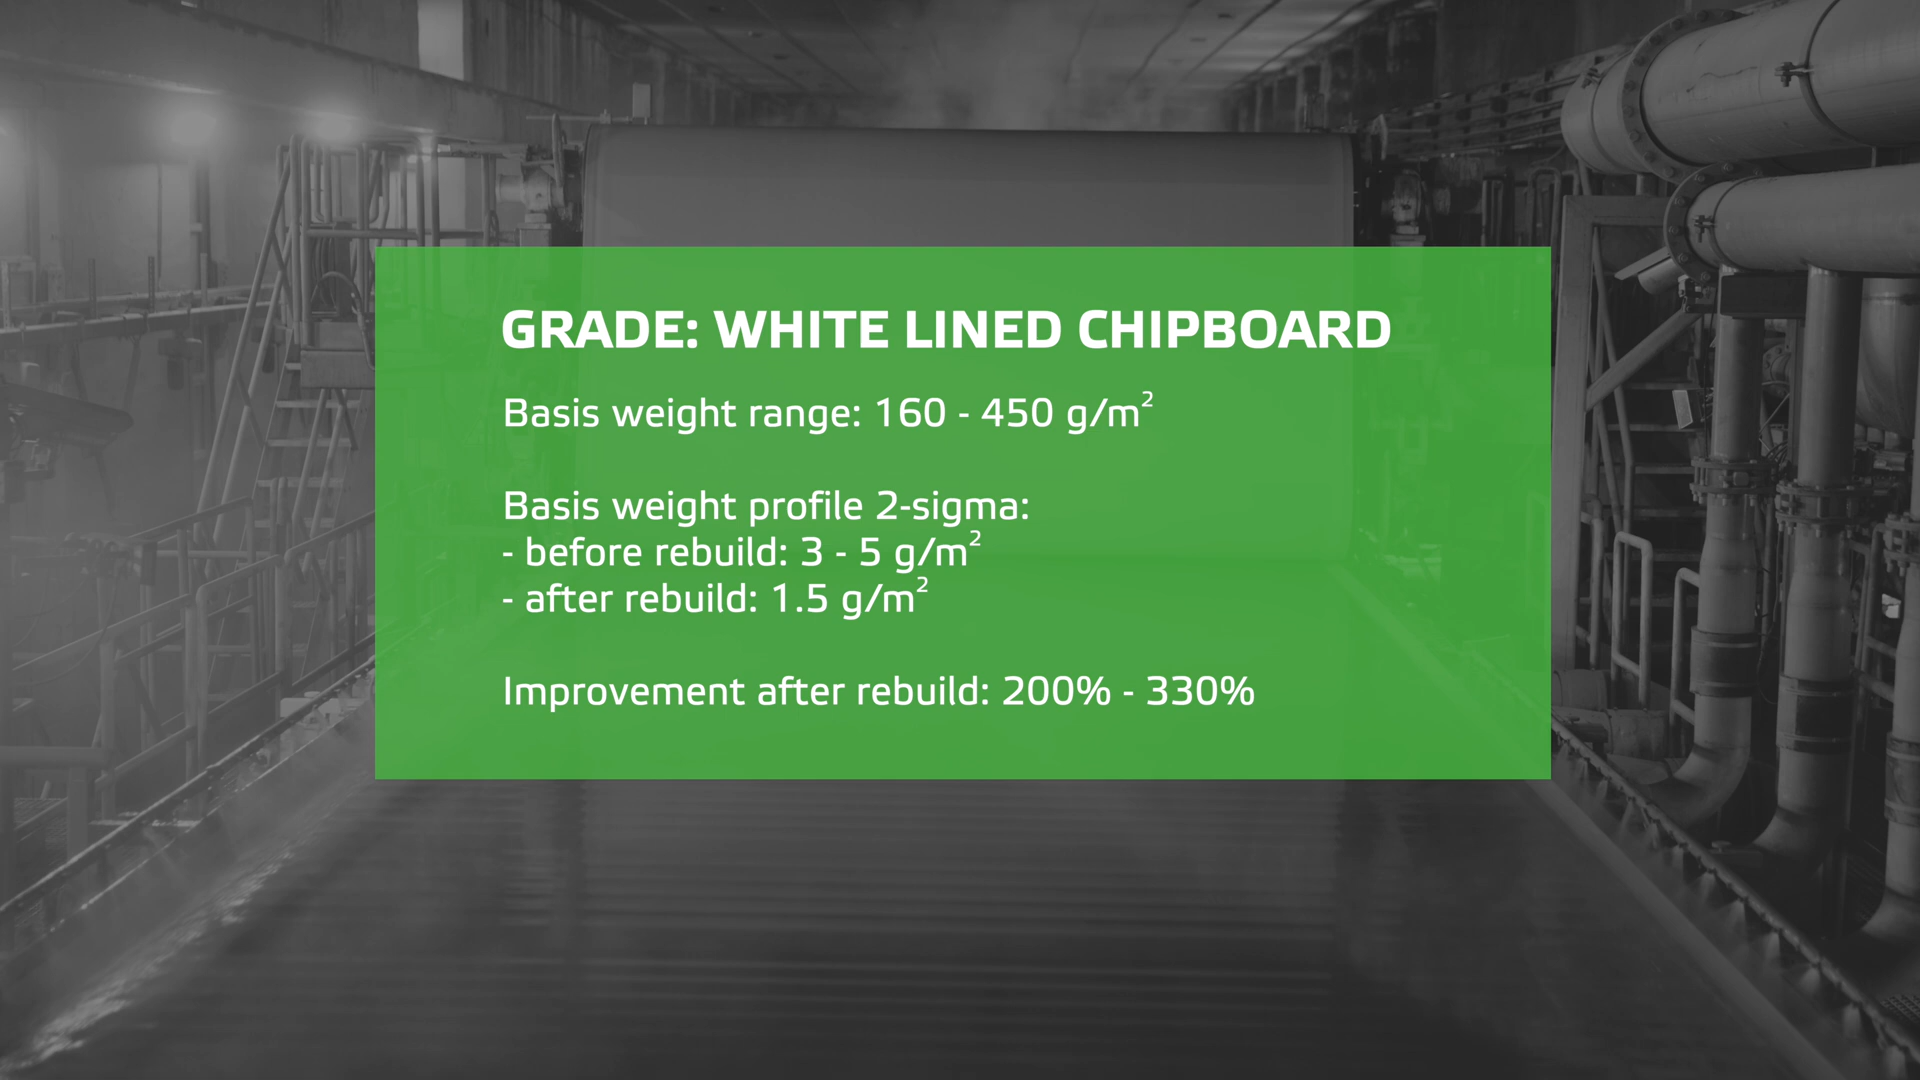 GRADE: WHITE LINED CHIPBOARD
Basis weight range: 160 - 450 g/m²
Basis weight profile 2-sigma:
- before rebuild: 3 - 5 g/m²
- after rebuild: 1.5 g/m²
Improvement after rebuild: 200% - 330%